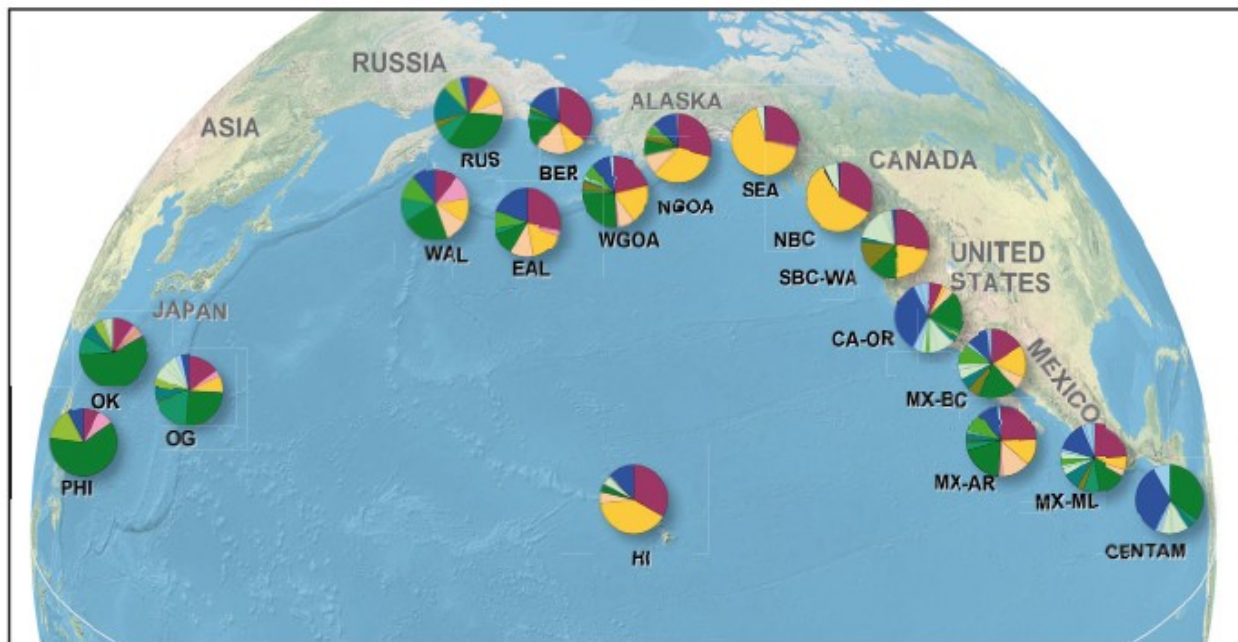 RUSSIA
ALASKA
ASIA
RUS
BER
NGOA
SEA
CANADA
WAL
EAL
WGOA
NBC
SBC-WA
UNITED
STATES
JAPAN
CA-OR
MEXICO
OK
OG
MX-BC
PHI
MX-AR
MX-ML
HI
CENTAM